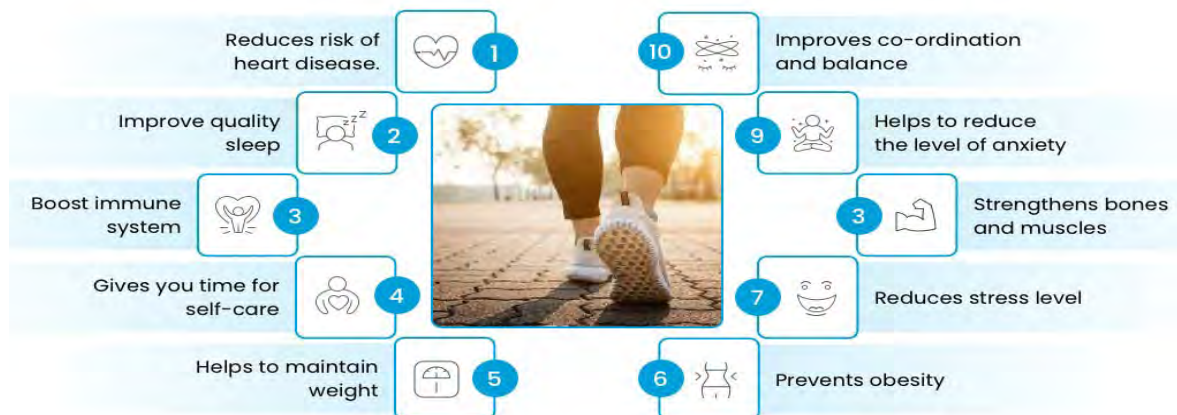 Reduces risk of
heart disease.
1
Improve quality
sleep
2
Boost immune
system
3
Gives you time for
self-care
4
Helps to maintain
weight
5
6
Prevents obesity
7
Reduces stress level
3
Strengthens bones
and muscles
9
Helps to reduce
the level of anxiety
10
Improves co-ordination
and balance
zzz